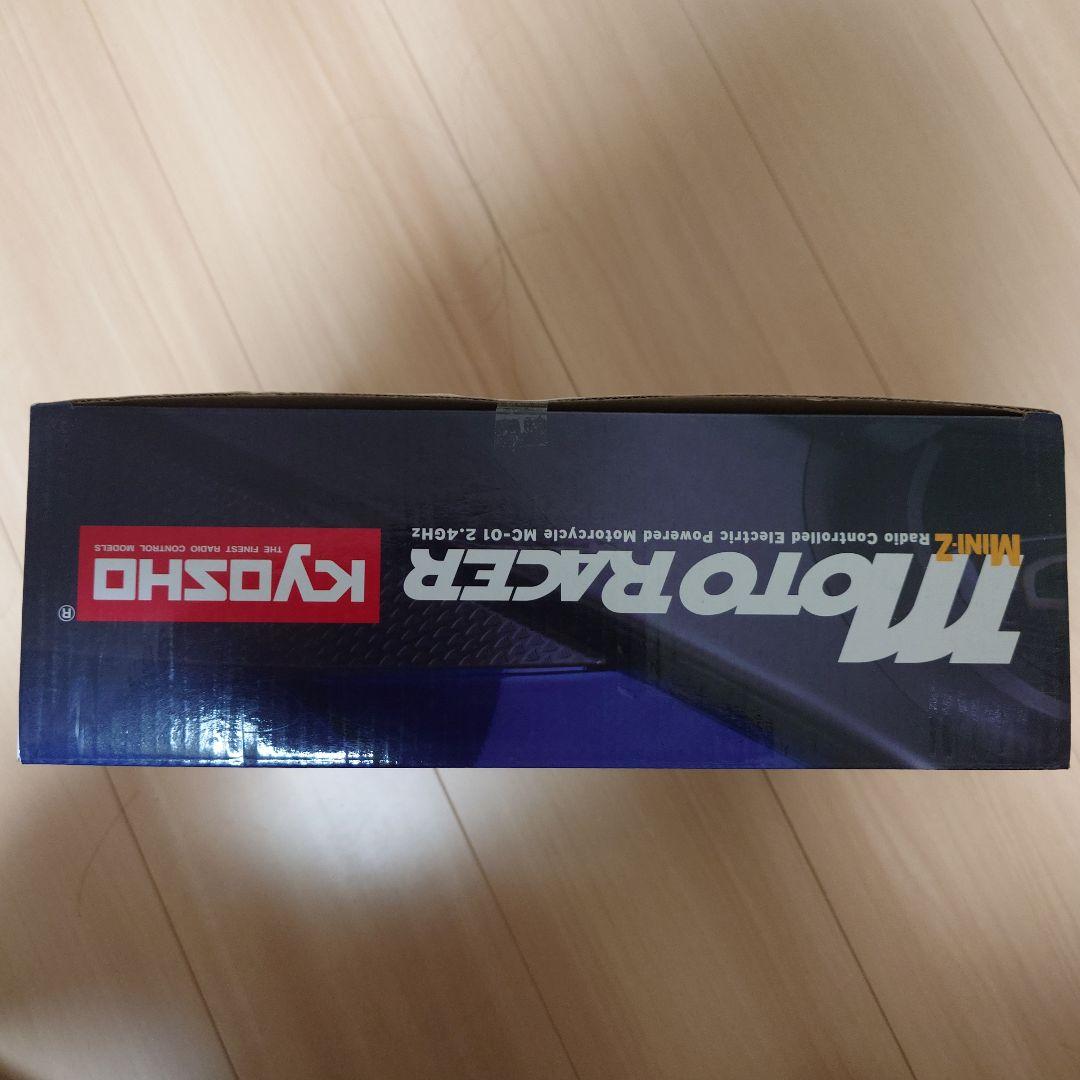 MOTO RACER
MINI-Z Radio Controlled Electric Powered Motorcycle MC-01 2.4GHz
KYOSHO®
THE FINEST RADIO CONTROL MODELS